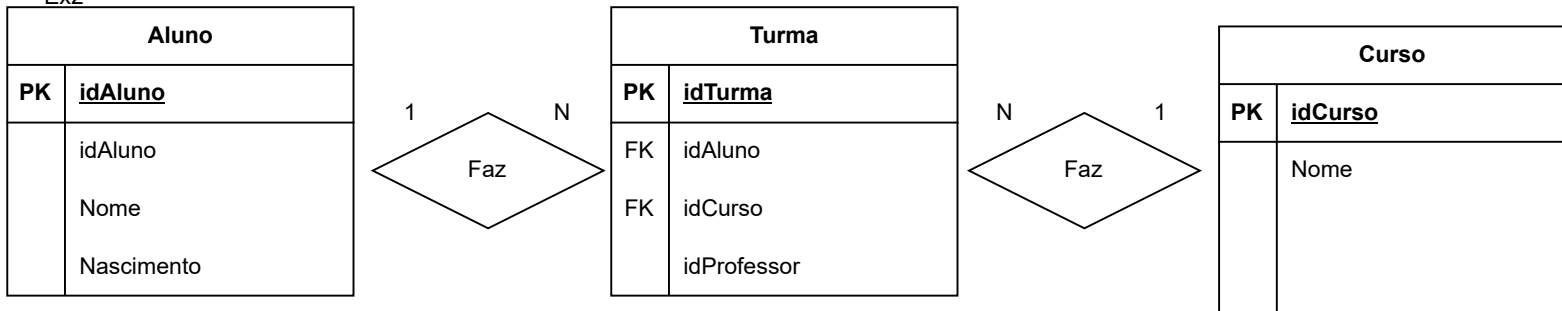 Ex2
Aluno
PK idAluno
idAluno
Nome
Nascimento
1
Faz
N
Turma
PK idTurma
FK idAluno
FK idCurso
idProfessor
N
Faz
1
Curso
PK idCurso
Nome